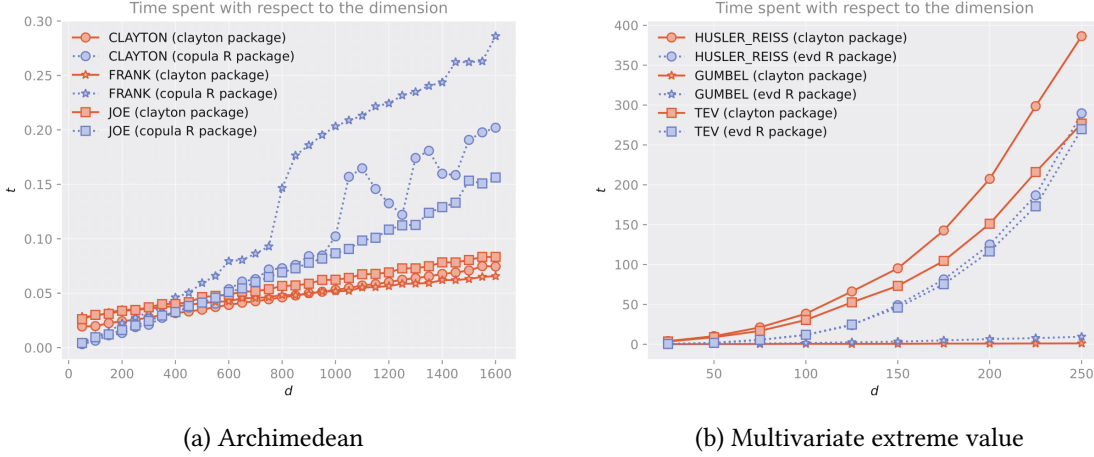 Time spent with respect to the dimension
0.30
0.25
0.20
0.15
0.10
0.05
0.00
t
CLAYTON (clayton package)
CLAYTON (copula R package)
FRANK (clayton package)
FRANK (copula R package)
JOE (clayton package)
JOE (copula R package)
0 200 400 600 800 1000 1200 1400 1600
d
(a) Archimedean
Time spent with respect to the dimension
400
350
300
250
200
150
100
50
0
t
HUSLER_REISS (clayton package)
HUSLER_REISS (evd R package)
GUMBEL (clayton package)
GUMBEL (evd R package)
TEV (clayton package)
TEV (evd R package)
50 100 150 200 250
d
(b) Multivariate extreme value